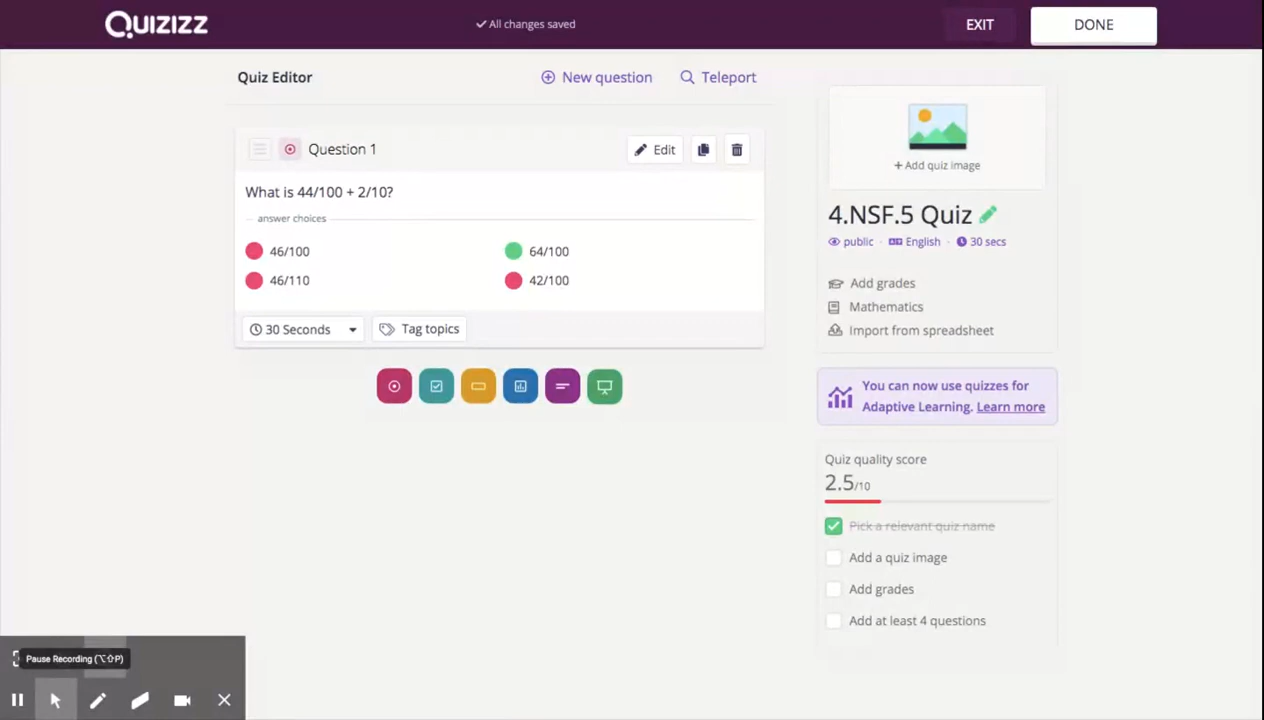 QUIZIZZ
All changes saved
EXIT
DONE
Quiz Editor
New question
Teleport
+ Add quiz image
Question 1
Edit
What is 44/100 + 2/10?
answer choices
46/100
64/100
46/110
42/100
30 Seconds
Tag topics
4.NSF.5 Quiz
public · English · 30 secs
Add grades
Mathematics
Import from spreadsheet
You can now use quizzes for
Adaptive Learning. Learn more
Quiz quality score
2.5/10
Pick a relevant quiz name
Add a quiz image
Add grades
Add at least 4 questions
Pause Recording (⌥⇧P)